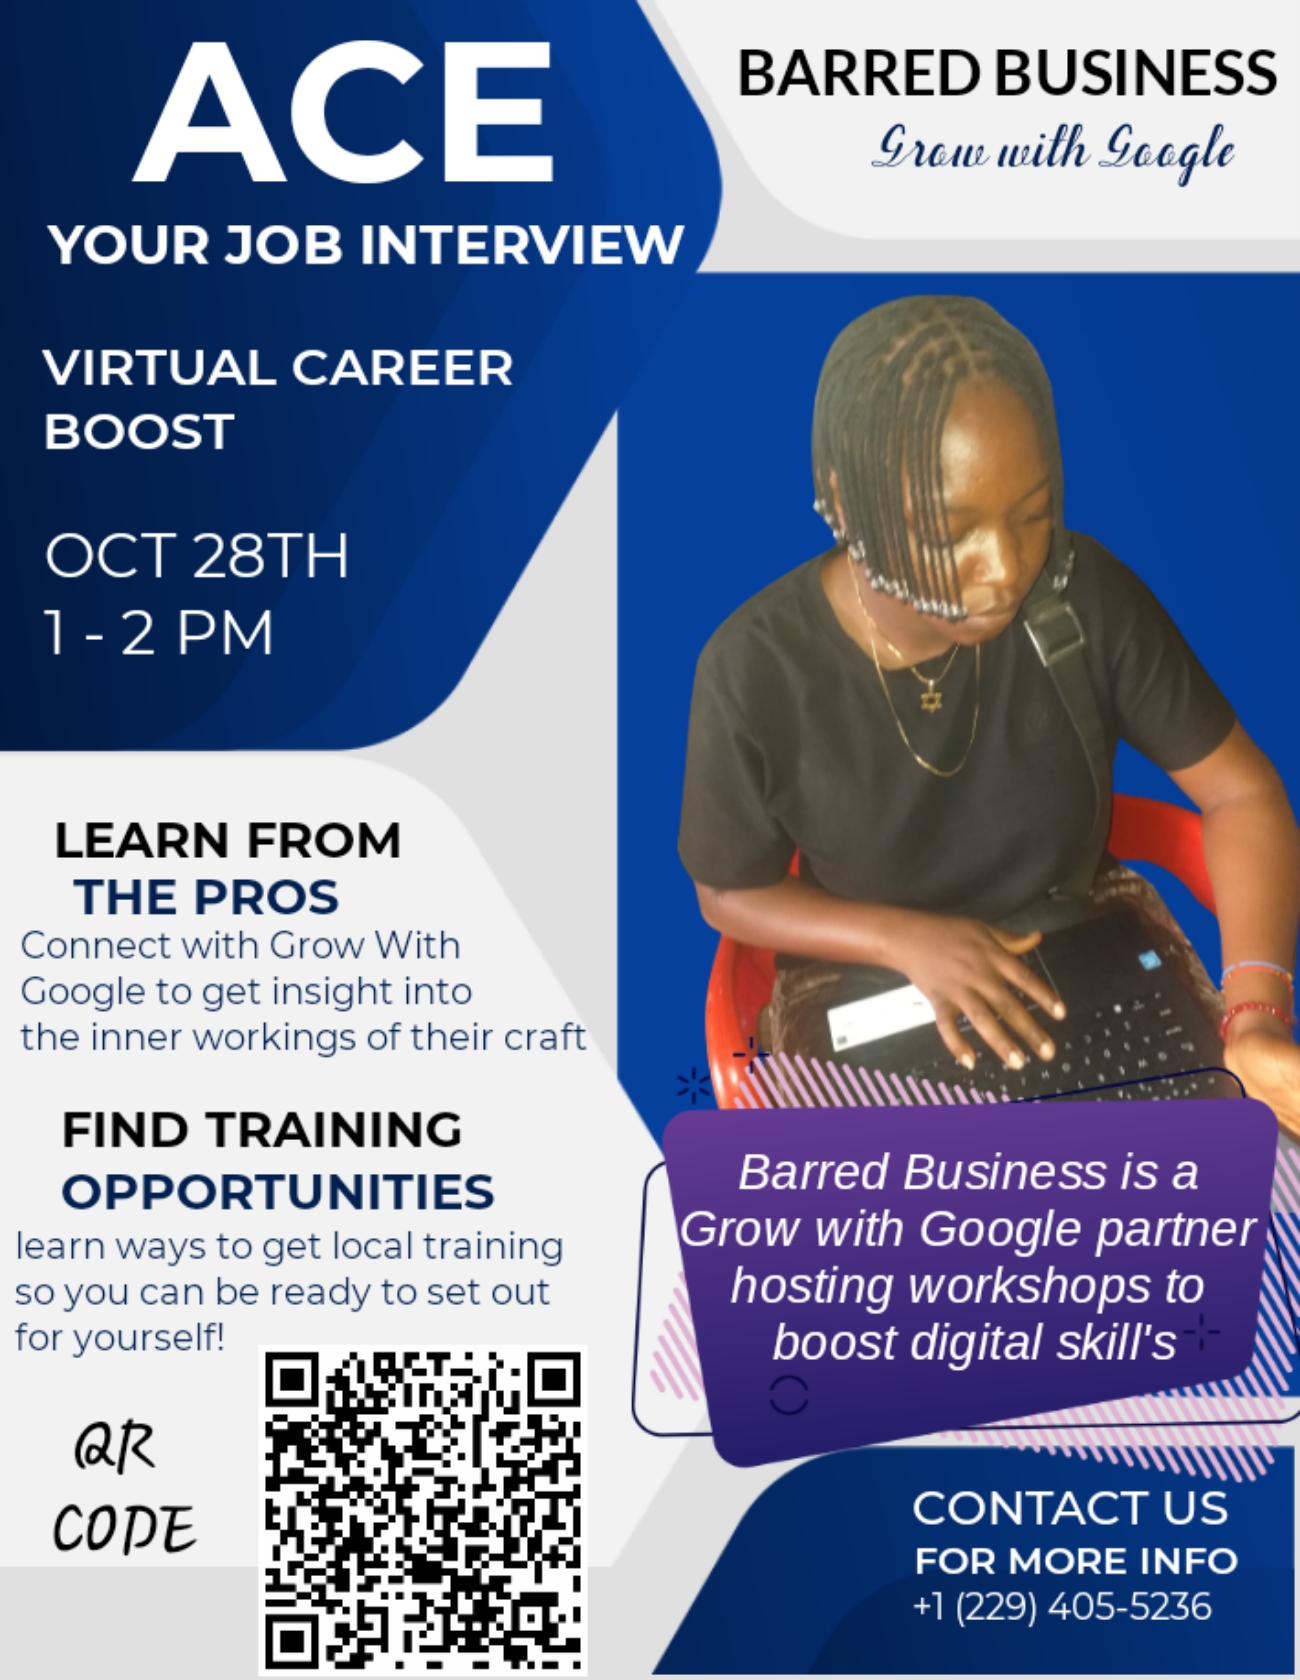 ACE
YOUR JOB INTERVIEW
VIRTUAL CAREER
BOOST
OCT 28TH
1 - 2 PM
BARRED BUSINESS
Grow with Google
LEARN FROM
THE PROS
Connect with Grow With
Google to get insight into
the inner workings of their craft
FIND TRAINING
OPPORTUNITIES
learn ways to get local training
so you can be ready to set out
for yourself!
QR
CODE
Barred Business is a
Grow with Google partner
hosting workshops to
boost digital skill's
CONTACT US
FOR MORE INFO
+1 (229) 405-5236